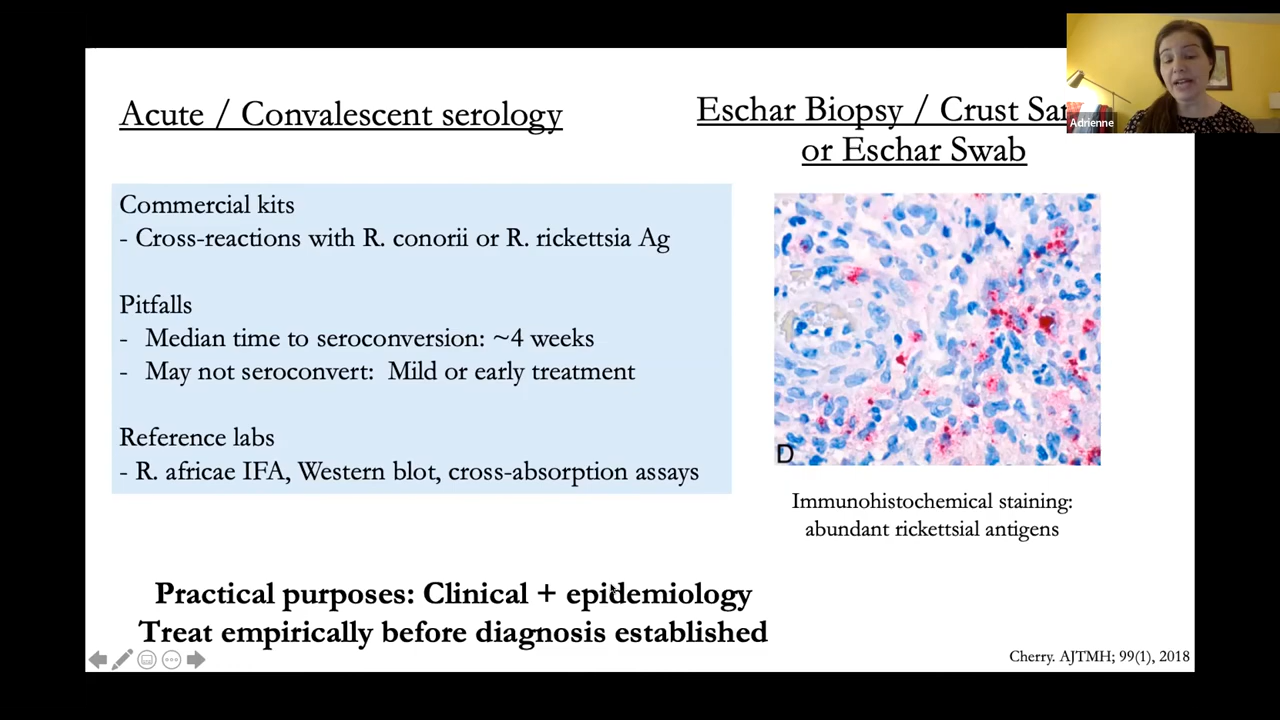 Acute / Convalescent serology
Eschar Biopsy / Crust
or Eschar Swab
Commercial kits
- Cross-reactions with R. conorii or R. rickettsia Ag
Pitfalls
- Median time to seroconversion: ~4 weeks
- May not seroconvert: Mild or early treatment
Reference labs
- R. africae IFA, Western blot, cross-absorption assays
D
Immunohistochemical staining:
abundant rickettsial antigens
Practical purposes: Clinical + epidemiology
Treat empirically before diagnosis established
Cherry. AJTMH; 99(1), 2018
Adrienne